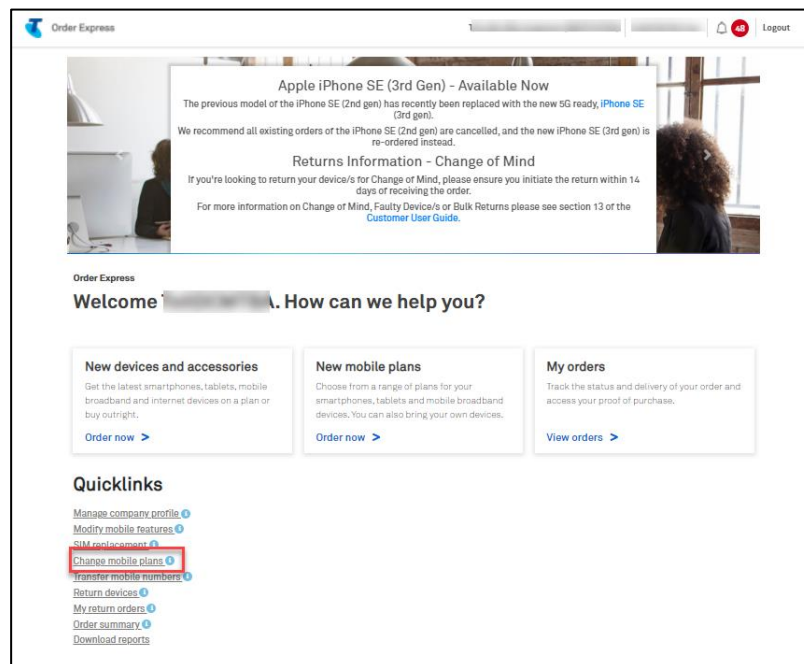 Order Express
48
Logout
Apple iPhone SE (3rd Gen) - Available Now
The previous model of the iPhone SE (2nd gen) has recently been replaced with the new 5G ready, iPhone SE
(3rd gen).
We recommend all existing orders of the iPhone SE (2nd gen) are cancelled, and the new iPhone SE (3rd gen) is
re-ordered instead.
Returns Information - Change of Mind
If you're looking to return your device/s for Change of Mind, please ensure you initiate the return within 14
days of receiving the order.
For more information on Change of Mind, Faulty Device/s or Bulk Returns please see section 13 of the
Customer User Guide.
Order Express
Welcome . How can we help you?
New devices and accessories
Get the latest smartphones, tablets, mobile
broadband and internet devices on a plan or
buy outright.
Order now >
New mobile plans
Choose from a range of plans for your
smartphones, tablets and mobile broadband
devices. You can also bring your own devices.
Order now >
My orders
Track the status and delivery of your order and
access your proof of purchase.
View orders >
Quicklinks
Manage company profile
Modify mobile features
SIM replacement
Change mobile plans
Transfer mobile numbers
Return devices
My return orders
Order summary
Download reports